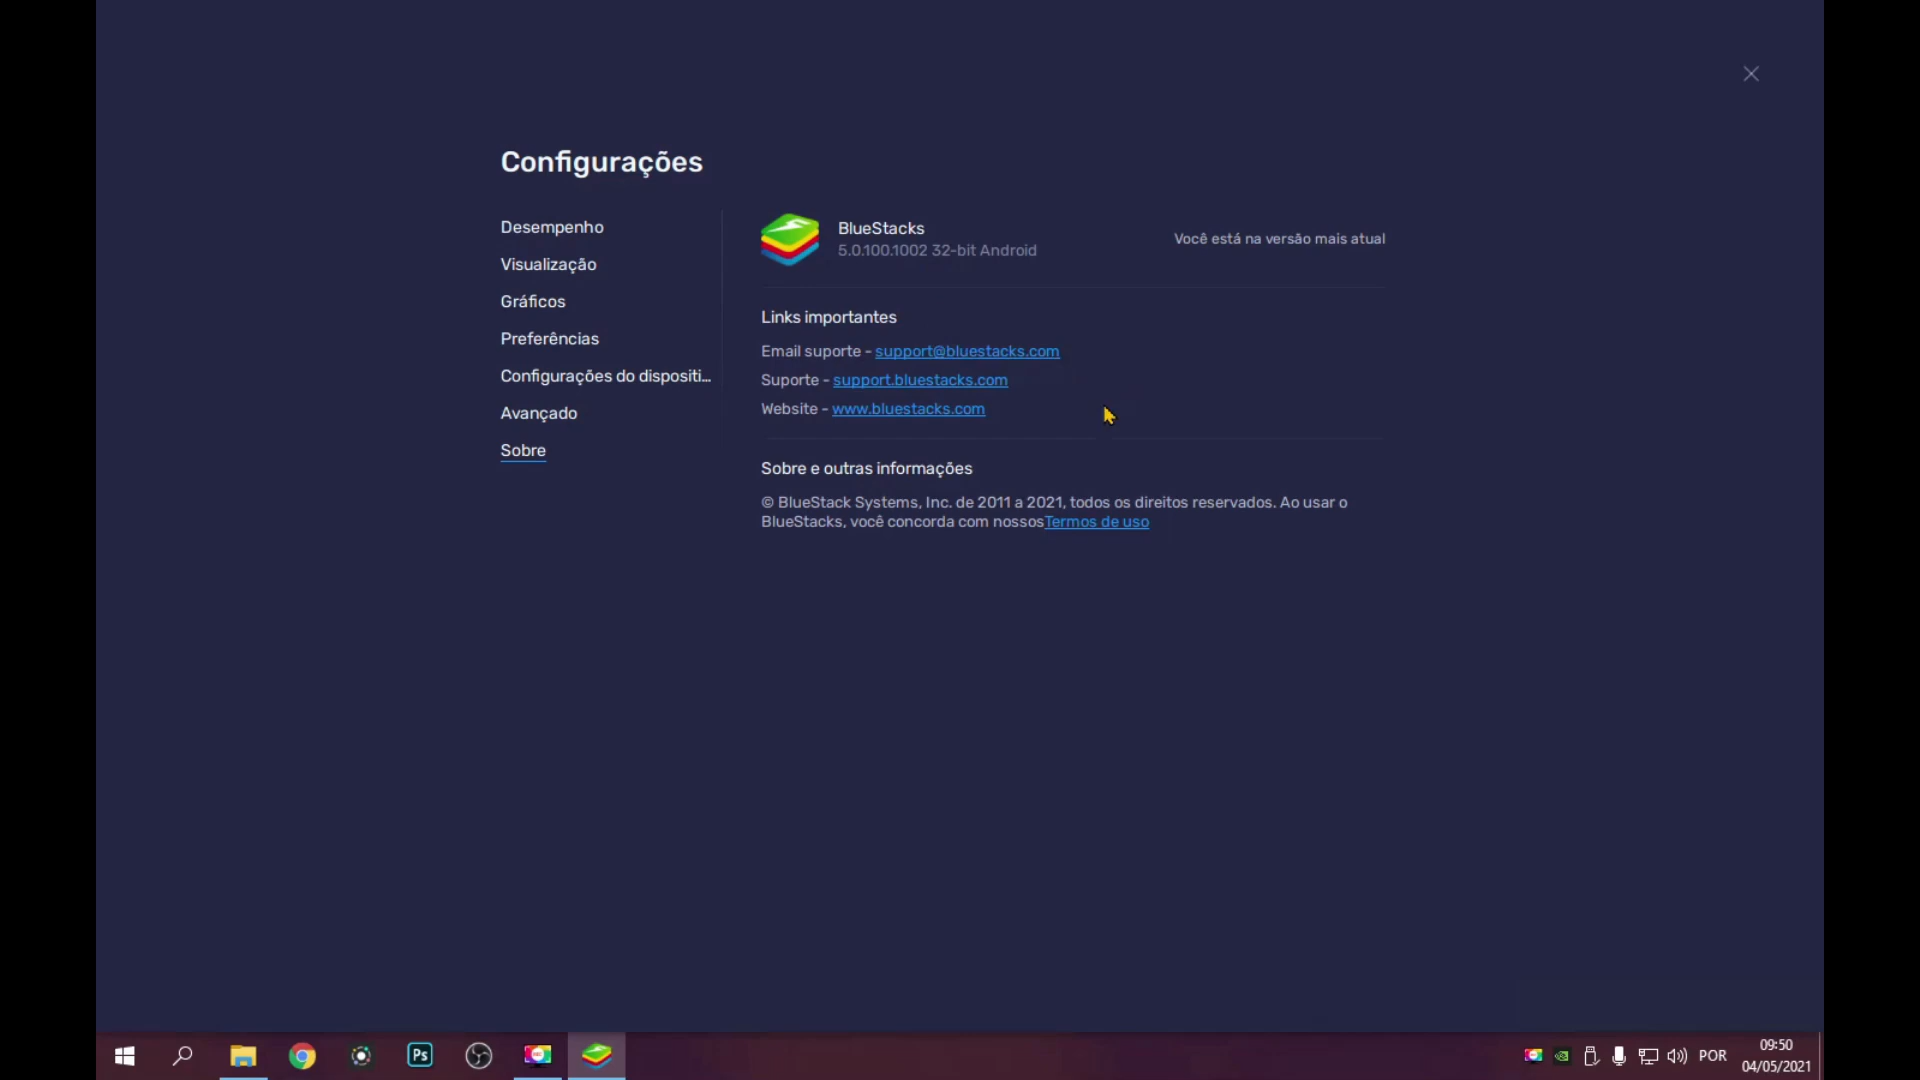 Configurações
Desempenho
Visualização
Gráficos
Preferências
Configurações do dispositi...
Avançado
Sobre
BlueStacks
5.0.100.1002 32-bit Android
Você está na versão mais atual
Links importantes
Email suporte - support@bluestacks.com
Suporte - support.bluestacks.com
Website - www.bluestacks.com
Sobre e outras informações
© BlueStack Systems, Inc. de 2011 a 2021, todos os direitos reservados. Ao usar o
BlueStacks, você concorda com nossosTermos de uso
Ps
POR
09:50
04/05/2021